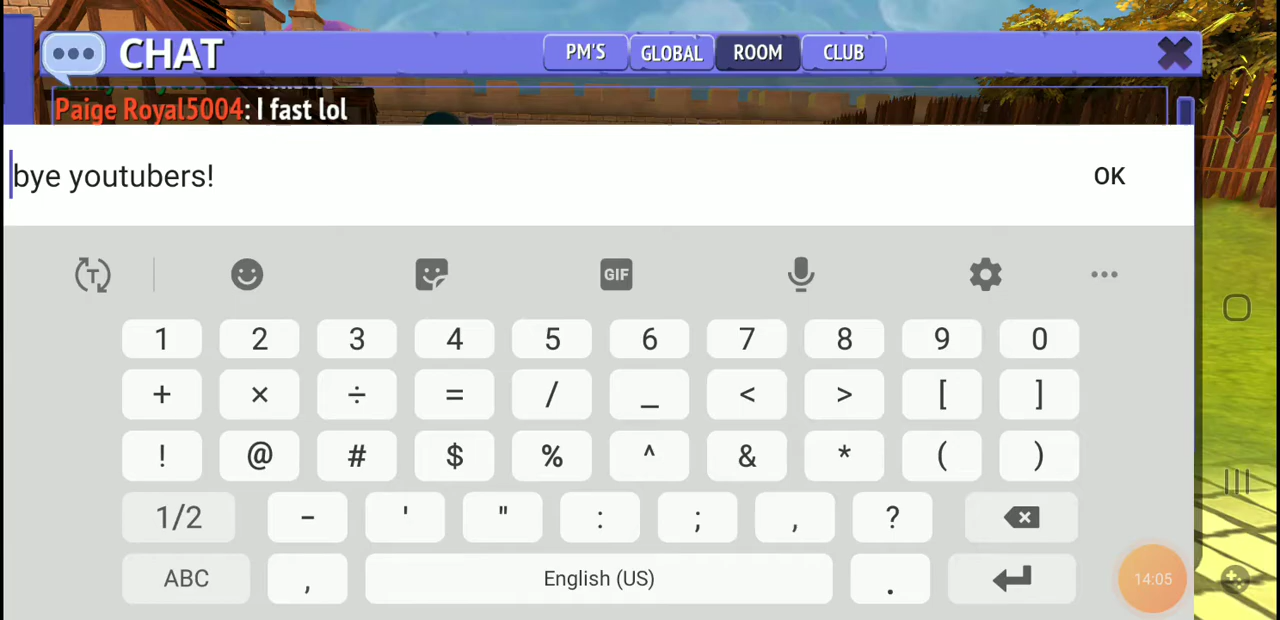 CHAT PM'S GLOBAL ROOM CLUB
Paige Royal5004: I fast lol
bye youtubers!
OK
GIF
1 2 3 4 5 6 7 8 9 0
+ × ÷ = / _ < > [ ]
! @ # $ % ^ & * ( )
1/2 - ' " : ; , ?
ABC , English (US) .
14:05